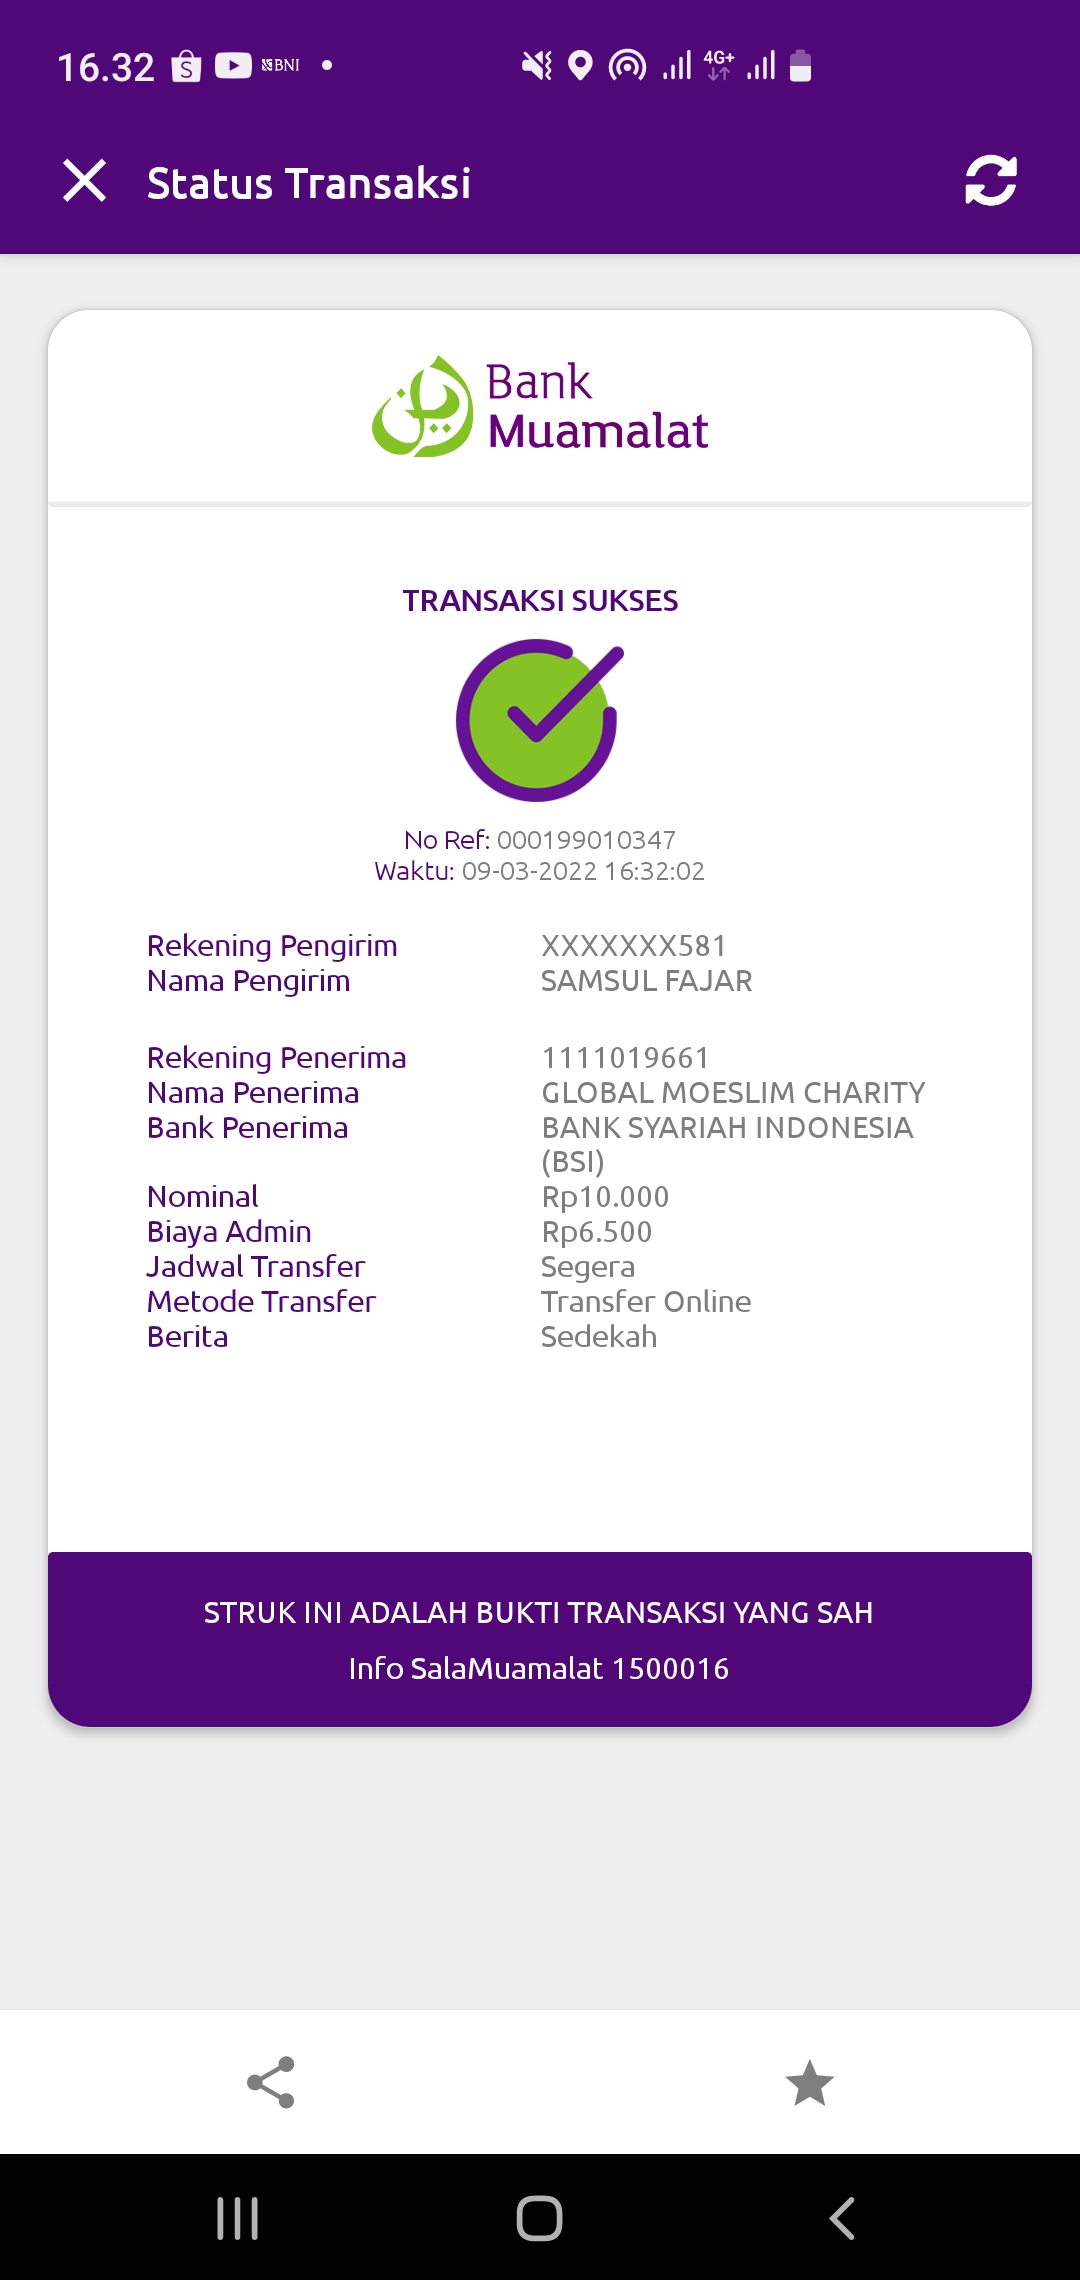 16.32 BNI 4G+
Status Transaksi
Bank
Muamalat
TRANSAKSI SUKSES
No Ref: 000199010347
Waktu: 09-03-2022 16:32:02
Rekening Pengirim XXXXXXX581
Nama Pengirim SAMSUL FAJAR
Rekening Penerima 1111019661
Nama Penerima GLOBAL MOESLIM CHARITY
Bank Penerima BANK SYARIAH INDONESIA
(BSI)
Nominal Rp10.000
Biaya Admin Rp6.500
Jadwal Transfer Segera
Metode Transfer Transfer Online
Berita Sedekah
STRUK INI ADALAH BUKTI TRANSAKSI YANG SAH
Info SalaMuamalat 1500016